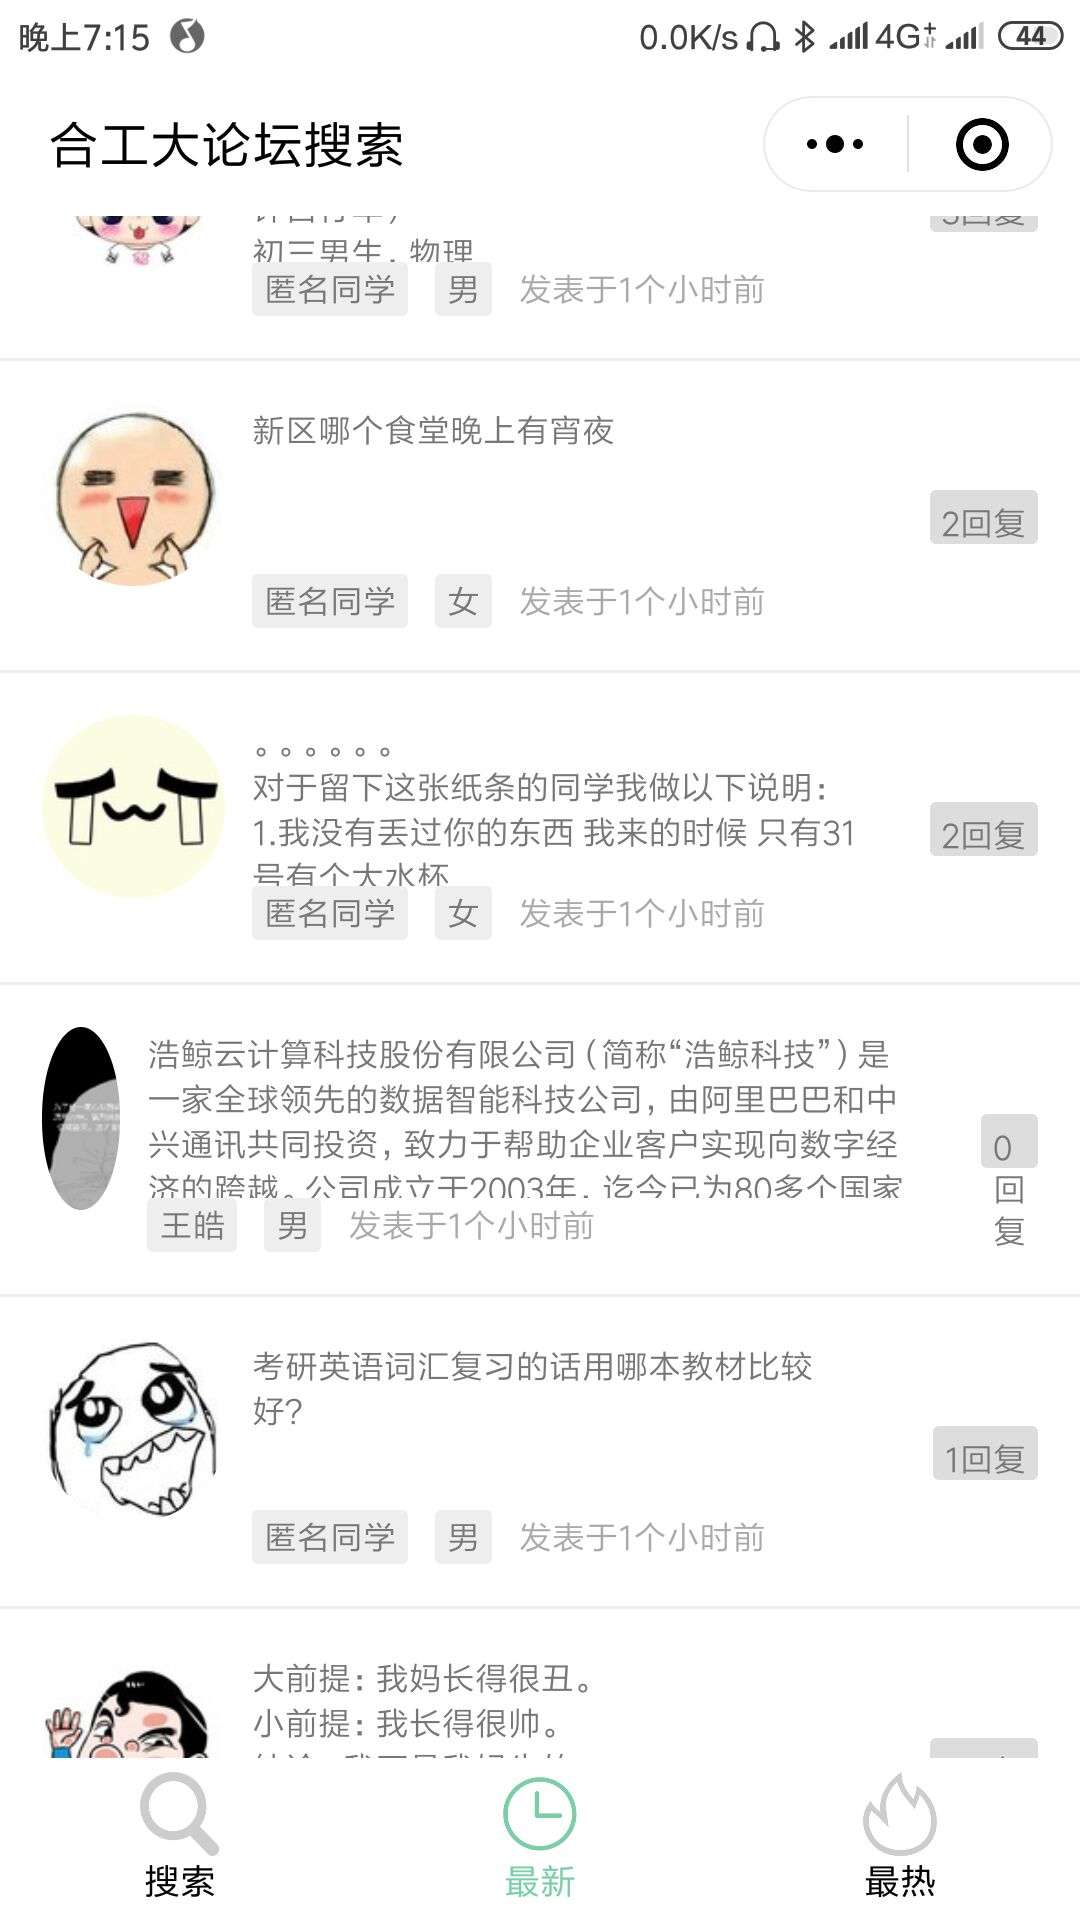 晚上7:15
0.0K/s 4G+ 44
合工大论坛搜索
初三男生，物理
匿名同学 男 发表于1个小时前
新区哪个食堂晚上有宵夜
2回复
匿名同学 女 发表于1个小时前
。。。。。。
对于留下这张纸条的同学我做以下说明：
1.我没有丢过你的东西 我来的时候 只有31
号有个大水杯
2回复
匿名同学 女 发表于1个小时前
浩鲸云计算科技股份有限公司（简称“浩鲸科技”）是
一家全球领先的数据智能科技公司，由阿里巴巴和中
兴通讯共同投资，致力于帮助企业客户实现向数字经
济的跨越。公司成立于2003年，迄今已为80多个国家
0
回
复
王皓 男 发表于1个小时前
考研英语词汇复习的话用哪本教材比较
好？
1回复
匿名同学 男 发表于1个小时前
大前提：我妈长得很丑。
小前提：我长得很帅。
搜索
最新
最热